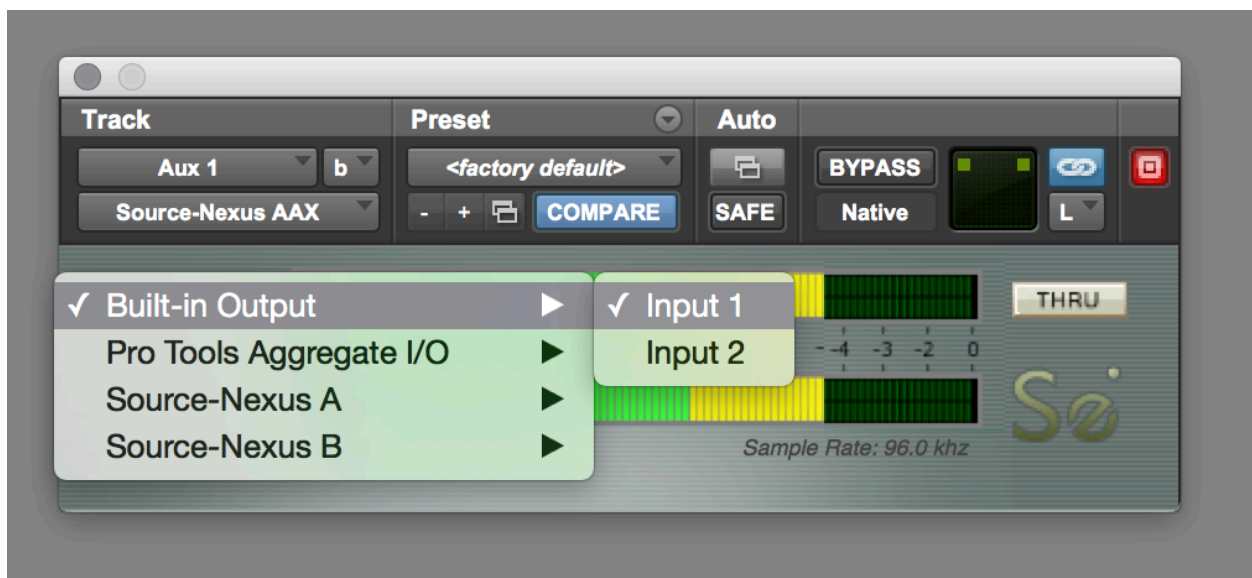 Track Preset Auto
Aux 1 b <factory default> BYPASS
Source-Nexus AAX - + COMPARE SAFE Native L
✓ Built-in Output ✓ Input 1 THRU
Pro Tools Aggregate I/O Input 2 -4 -3 -2 0
Source-Nexus A Se
Source-Nexus B Sample Rate: 96.0 khz